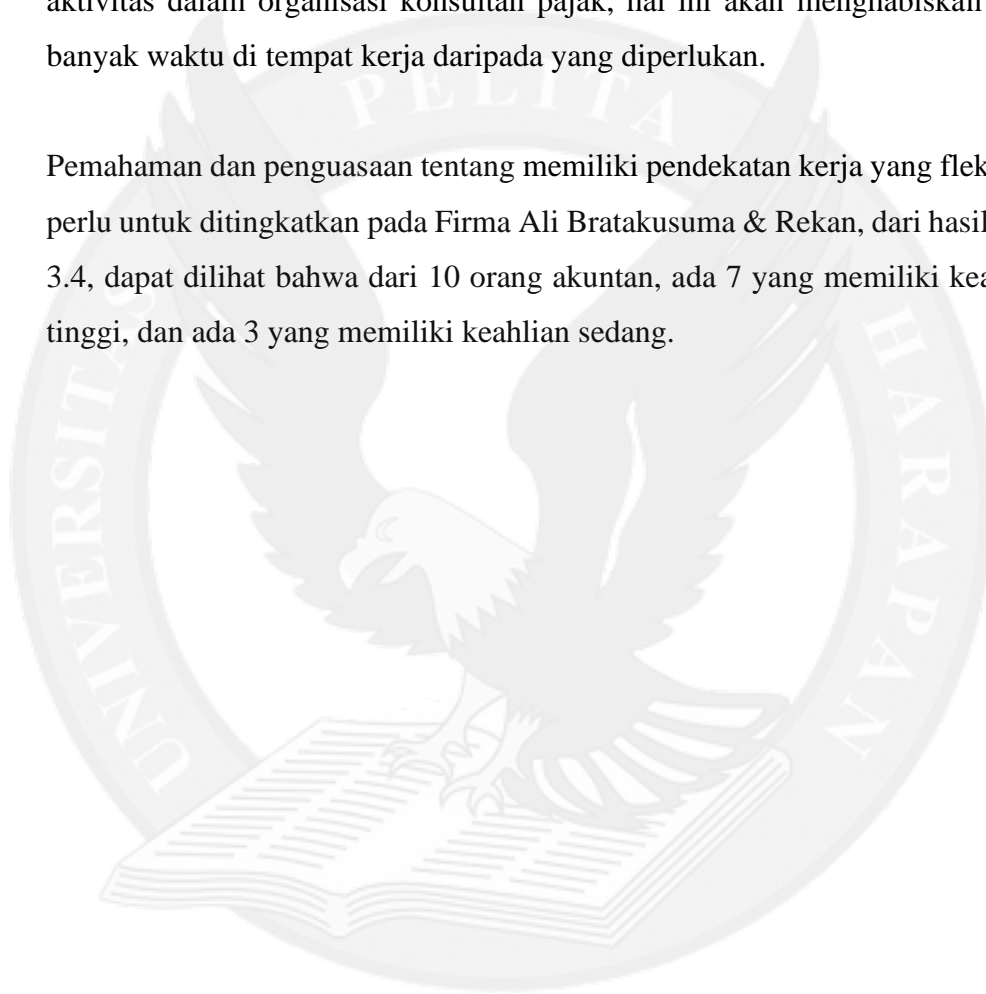 aktivitas dalam organisasi konsultan pajak, hal ini akan menghabiskan
banyak waktu di tempat kerja daripada yang diperlukan.
Pemahaman dan penguasaan tentang memiliki pendekatan kerja yang flek
perlu untuk ditingkatkan pada Firma Ali Bratakusuma & Rekan, dari hasil
3.4, dapat dilihat bahwa dari 10 orang akuntan, ada 7 yang memiliki kea
tinggi, dan ada 3 yang memiliki keahlian sedang.
UNIVERSITAS PELITA HARAPAN